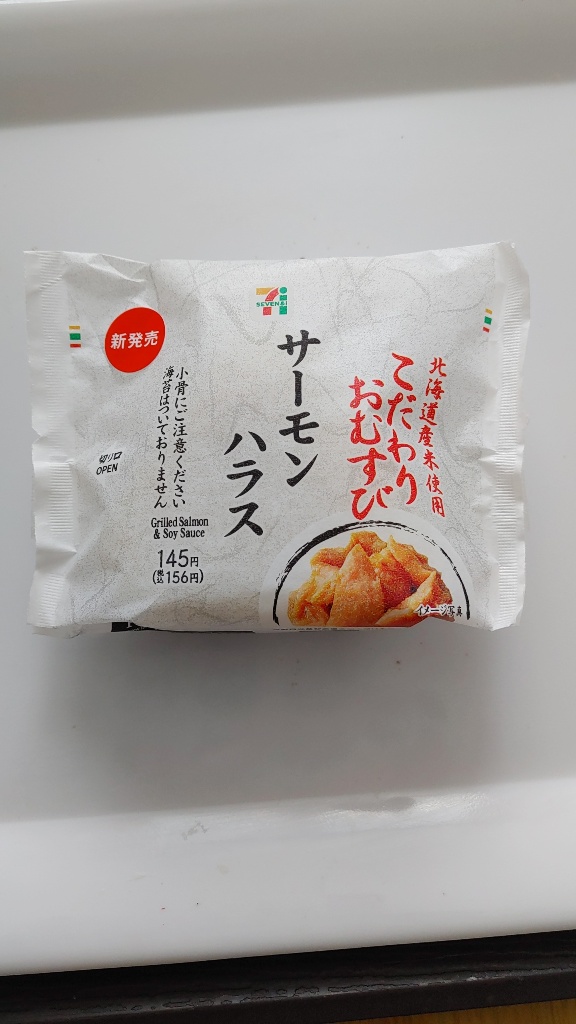 北海道産米使用
こだわり
おむすび
SEVEN&i
サーモン
ハラス
新発売
小骨にご注意ください
海苔はついておりません
切り口
OPEN
Grilled Salmon
& Soy Sauce
145円
(税込156円)
イメージ写真